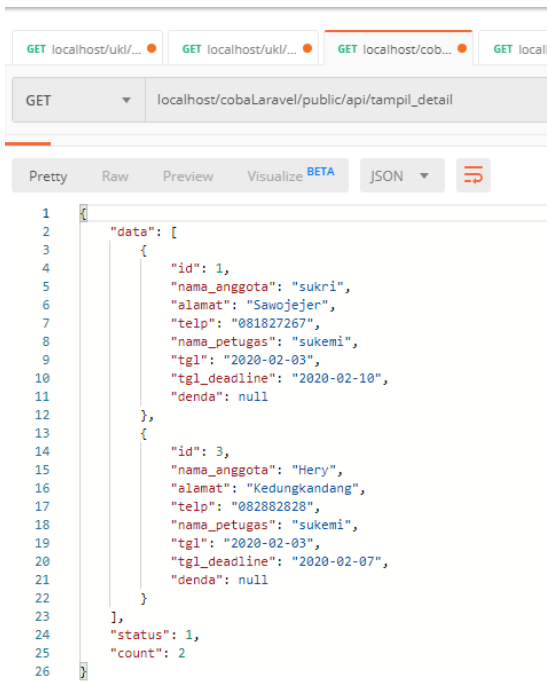 GET localhost/ukl/... GET localhost/ukl/... GET localhost/cob... GET local
GET localhost/cobaLaravel/public/api/tampil_detail
Pretty Raw Preview Visualize BETA JSON
1 {
2 "data": [
3 {
4 "id": 1,
5 "nama_anggota": "sukri",
6 "alamat": "Sawojejer",
7 "telp": "081827267",
8 "nama_petugas": "sukemi",
9 "tgl": "2020-02-03",
10 "tgl_deadline": "2020-02-10",
11 "denda": null
12 },
13 {
14 "id": 3,
15 "nama_anggota": "Hery",
16 "alamat": "Kedungkandang",
17 "telp": "082882828",
18 "nama_petugas": "sukemi",
19 "tgl": "2020-02-03",
20 "tgl_deadline": "2020-02-07",
21 "denda": null
22 }
23 ],
24 "status": 1,
25 "count": 2
26 }